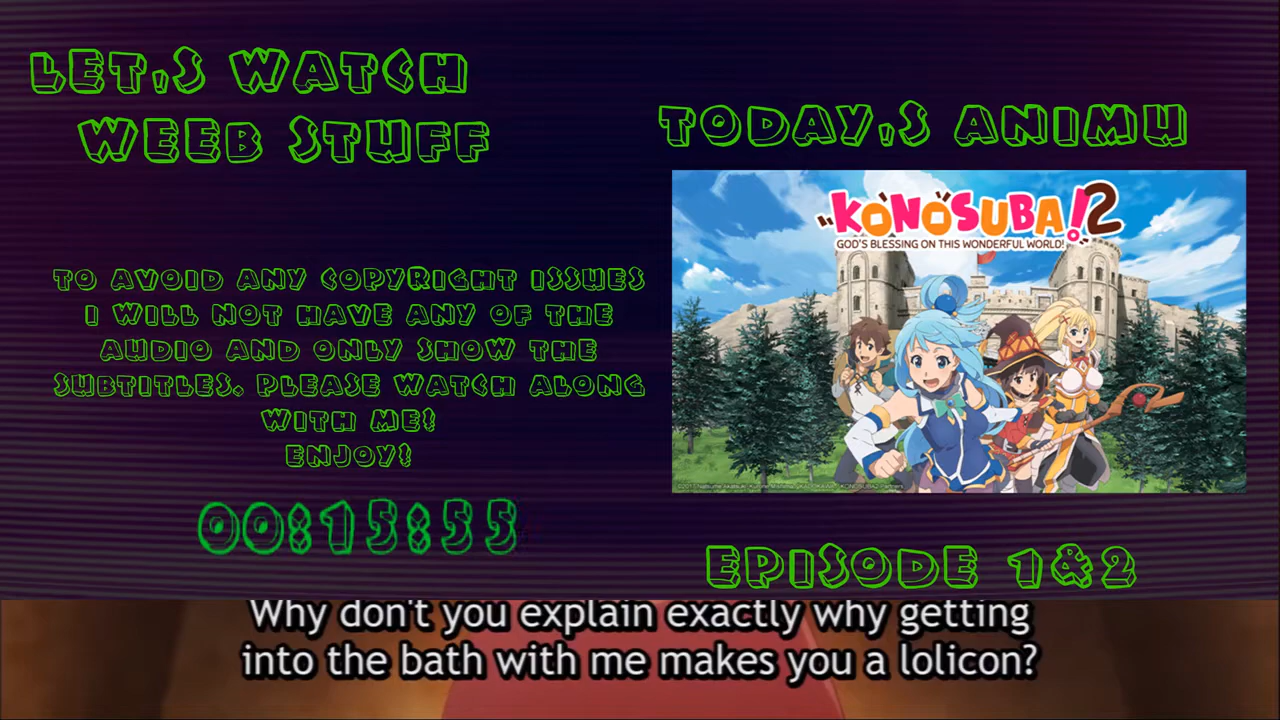 LET,S WATCH
WEEB STUFF
TODAY,S ANIMU
KONOSUBA!2
GOD'S BLESSING ON THIS WONDERFUL WORLD!
TO AVOID ANY COPYRIGHT ISSUES
I WILL NOT HAVE ANY OF THE
AUDIO AND ONLY SHOW THE
SUBTITLES. PLEASE WATCH ALONG
WITH ME!
ENJOY!
00:15:55
EPISODE 1&2
Why don't you explain exactly why getting
into the bath with me makes you a lolicon?